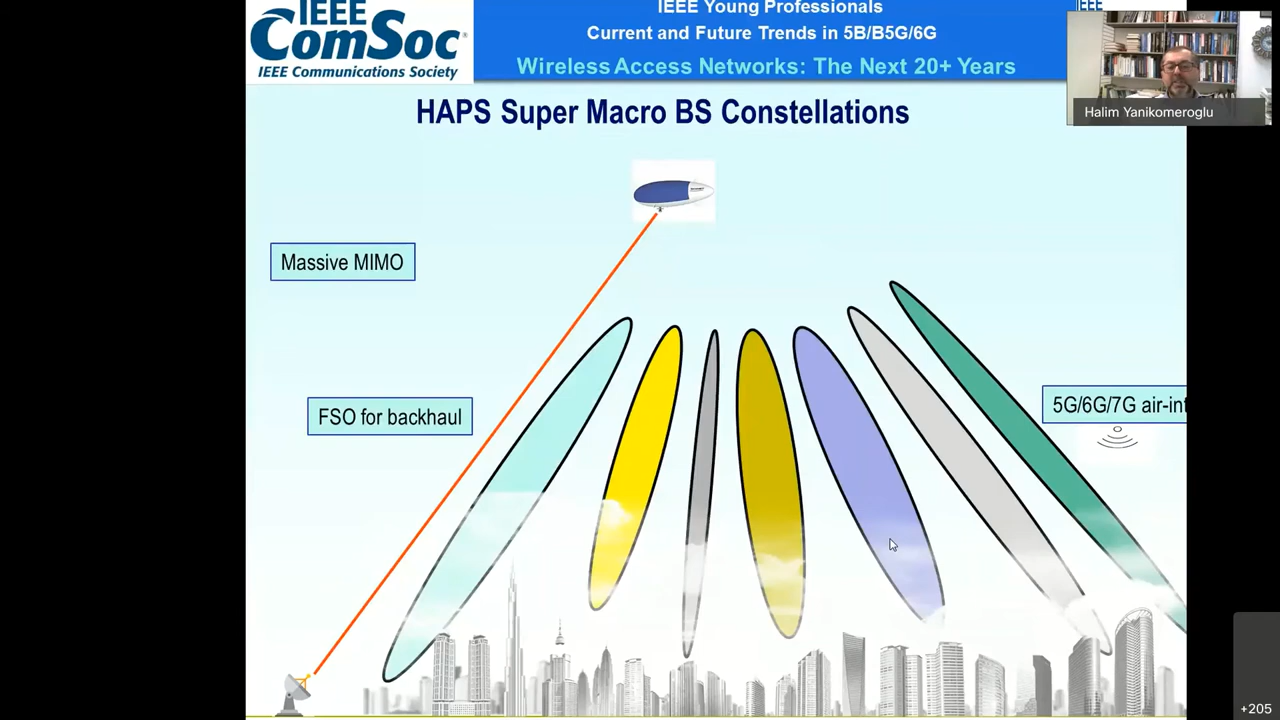 IEEE
ComSoc®
IEEE Communications Society
IEEE Young Professionals
Current and Future Trends in 5B/B5G/6G
Wireless Access Networks: The Next 20+ Years
IEEE
Halim Yanikomeroglu
HAPS Super Macro BS Constellations
Massive MIMO
FSO for backhaul
5G/6G/7G air-int
+205